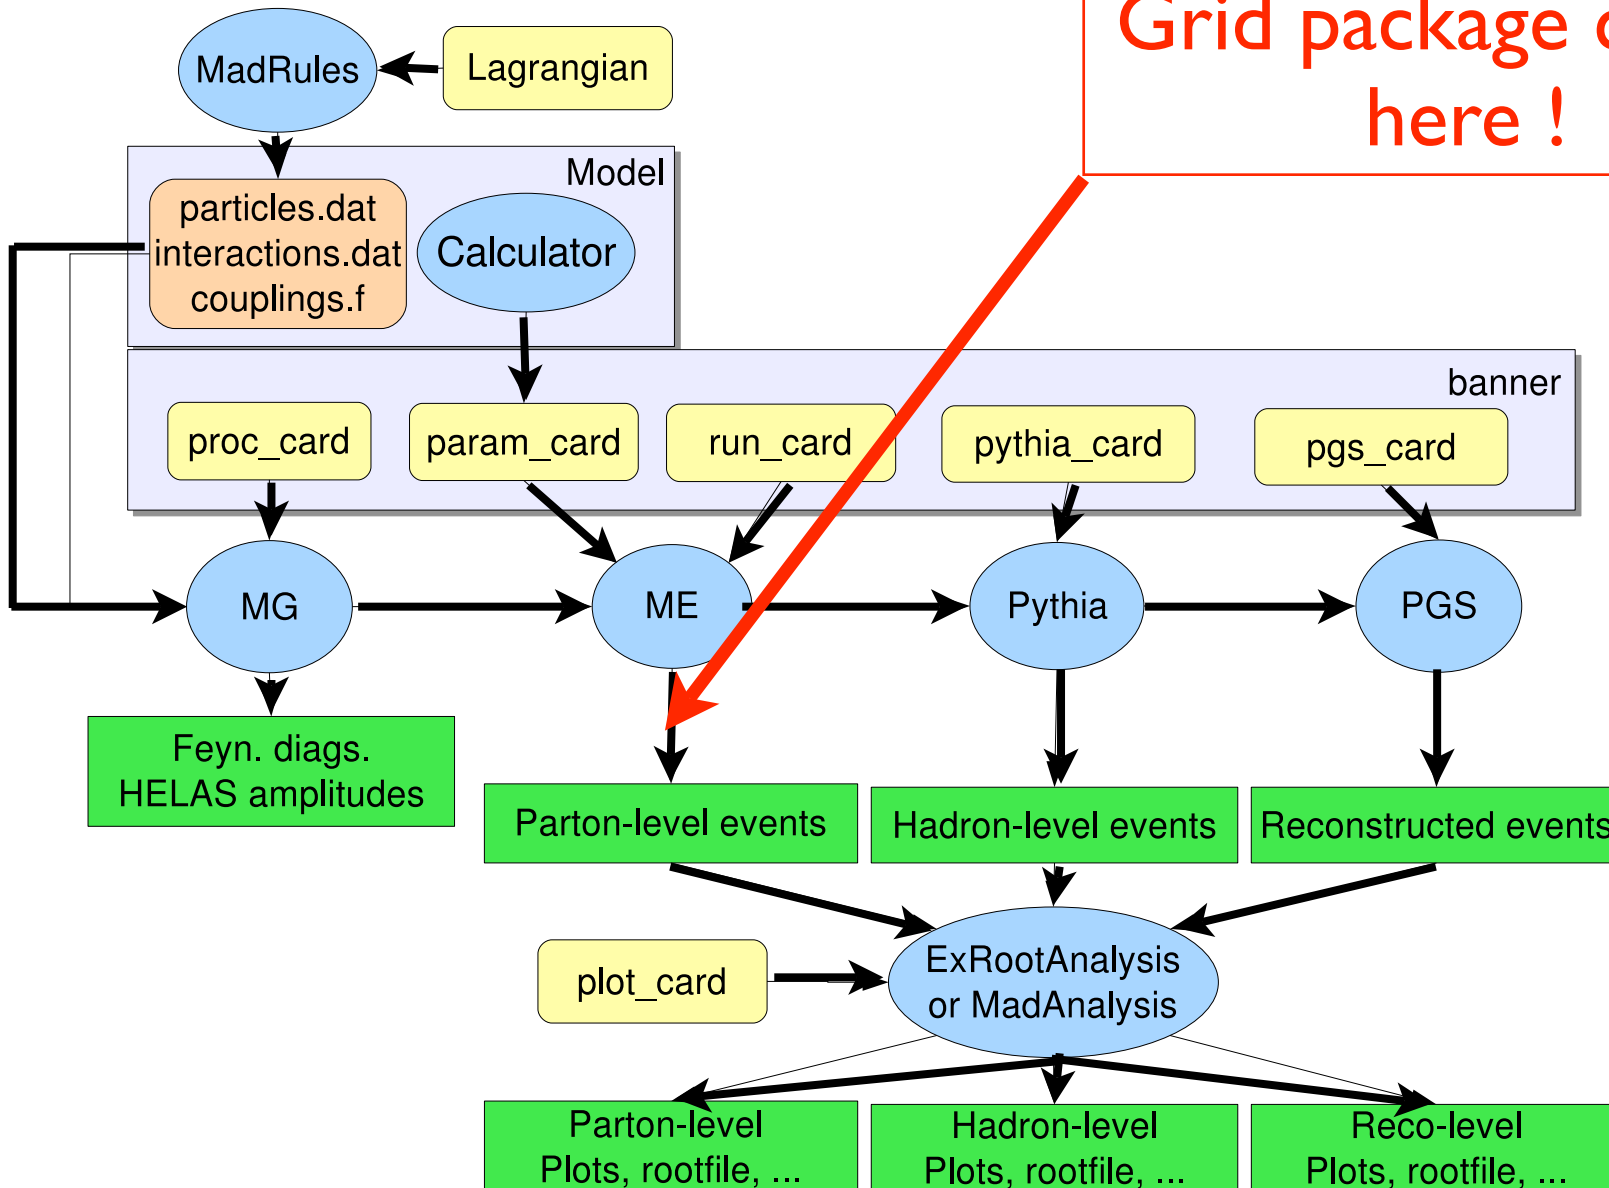 Grid package
here !
MadRules
Lagrangian
Model
particles.dat
interactions.dat
couplings.f
Calculator
banner
proc_card
param_card
run_card
pythia_card
pgs_card
MG
ME
Pythia
PGS
Feyn. diags.
HELAS amplitudes
Parton-level events
Hadron-level events
Reconstructed events
plot_card
ExRootAnalysis
or MadAnalysis
Parton-level
Plots, rootfile, ...
Hadron-level
Plots, rootfile, ...
Reco-level
Plots, rootfile, ...